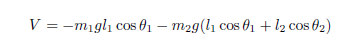 V = −m₁gl₁ cos θ₁ − m₂g(l₁ cos θ₁ + l₂ cos θ₂)